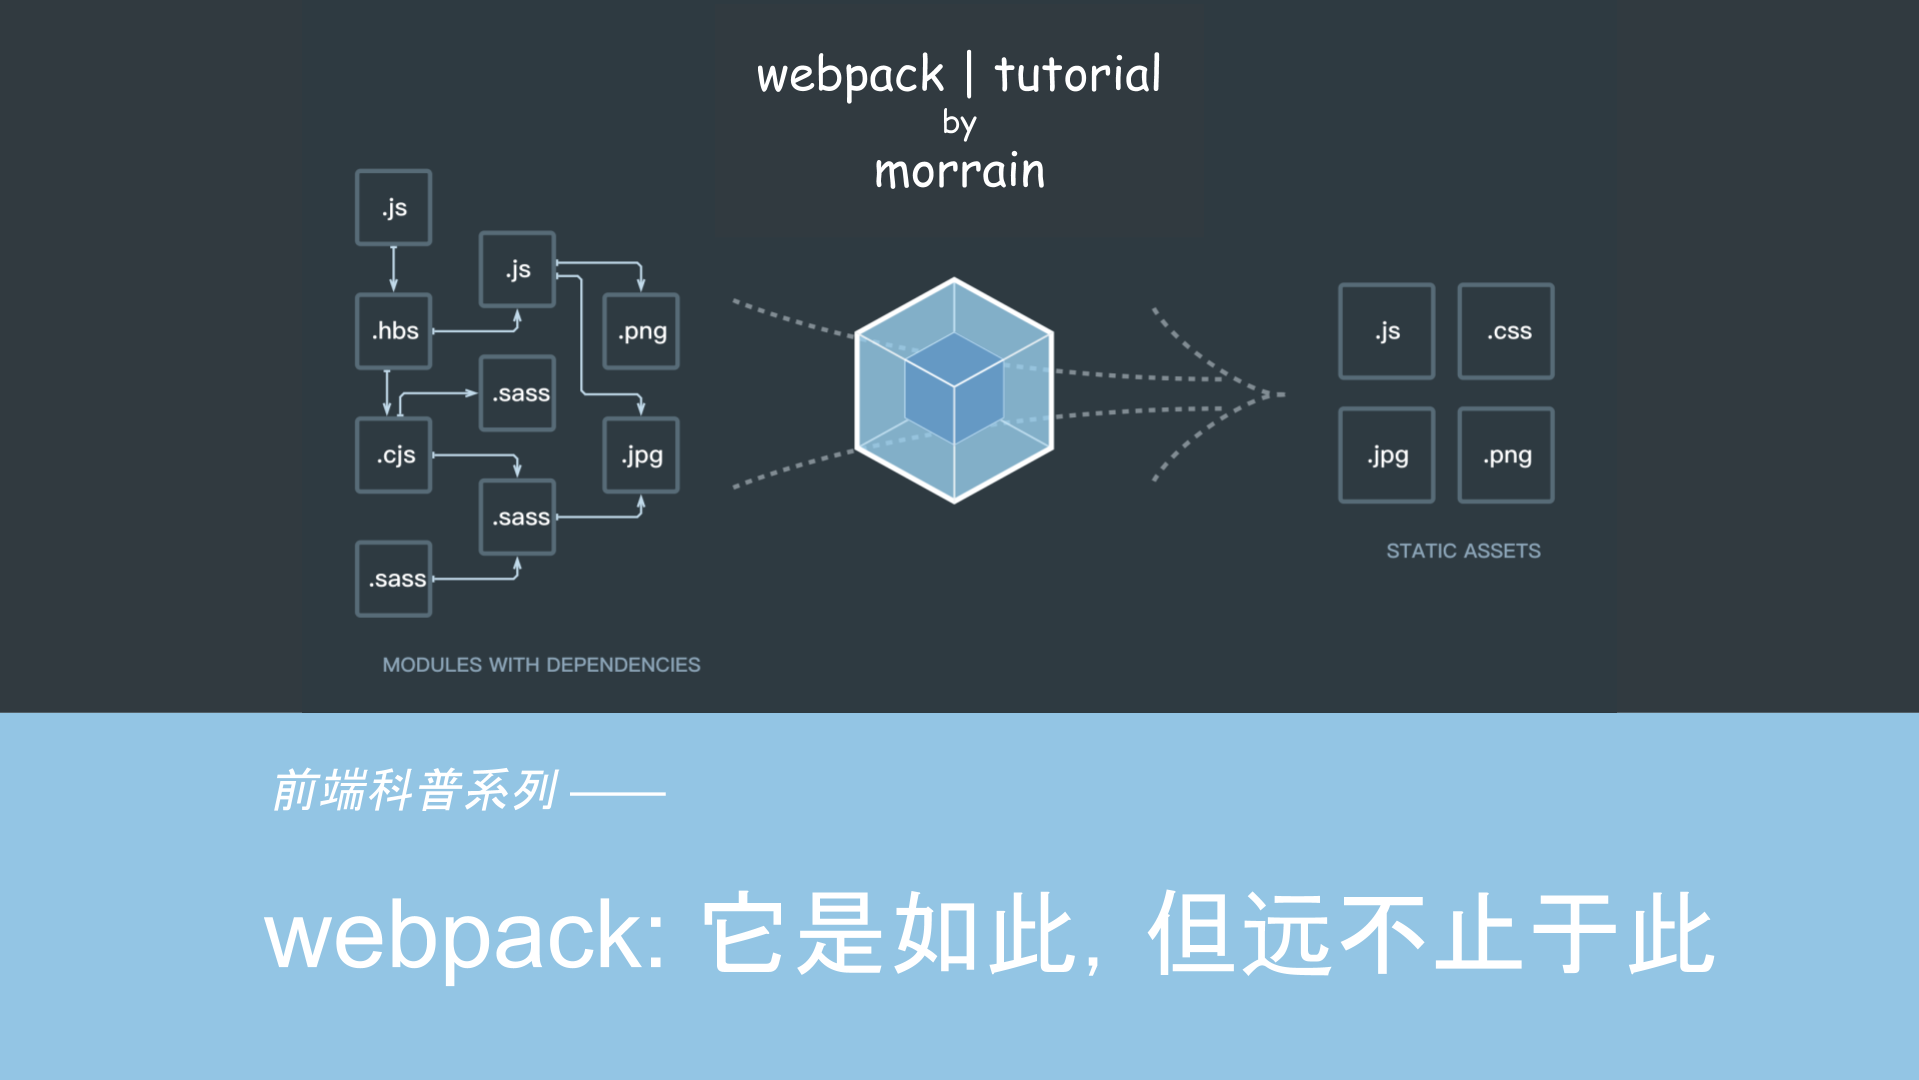 webpack | tutorial
by
morrain
.js
.js
.hbs
.png
.sass
.cjs
.jpg
.sass
.sass
MODULES WITH DEPENDENCIES
.js
.css
.jpg
.png
STATIC ASSETS
前端科普系列 ——
webpack: 它是如此, 但远不止于此